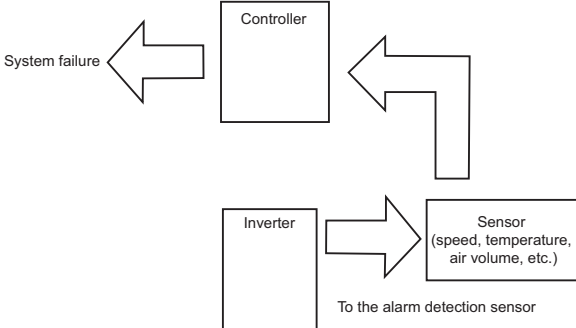 Controller
System failure
Inverter
Sensor
(speed, temperature,
air volume, etc.)
To the alarm detection sensor